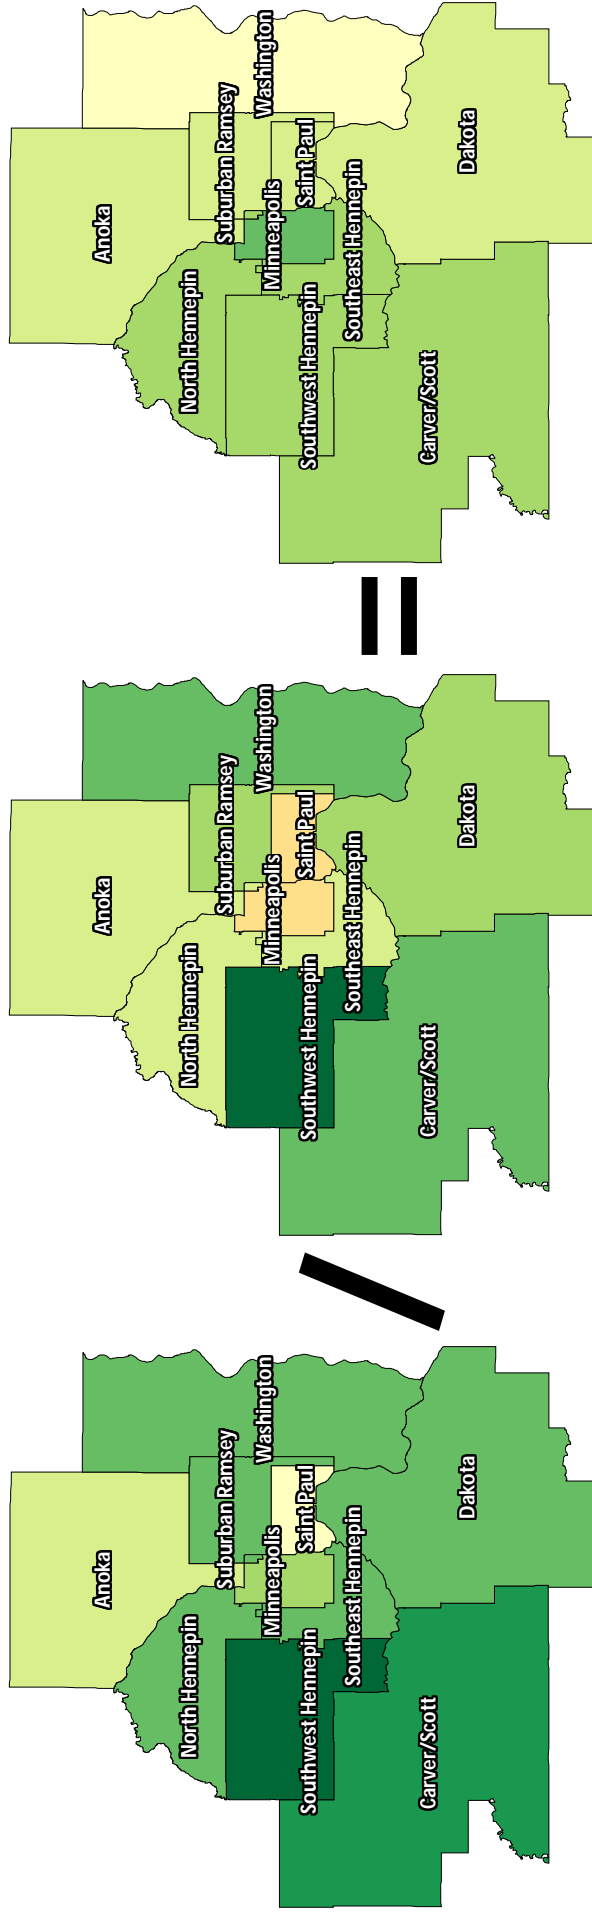 Anoka
North Hennepin
Suburban Ramsey
Washington
Minneapolis
Saint Paul
Southwest Hennepin
Southeast Hennepin
Carver/Scott
Dakota
Anoka
North Hennepin
Suburban Ramsey
Washington
Minneapolis
Saint Paul
Southwest Hennepin
Southeast Hennepin
Carver/Scott
Dakota
Anoka
North Hennepin
Suburban Ramsey
Washington
Minneapolis
Saint Paul
Southwest Hennepin
Southeast Hennepin
Carver/Scott
Dakota